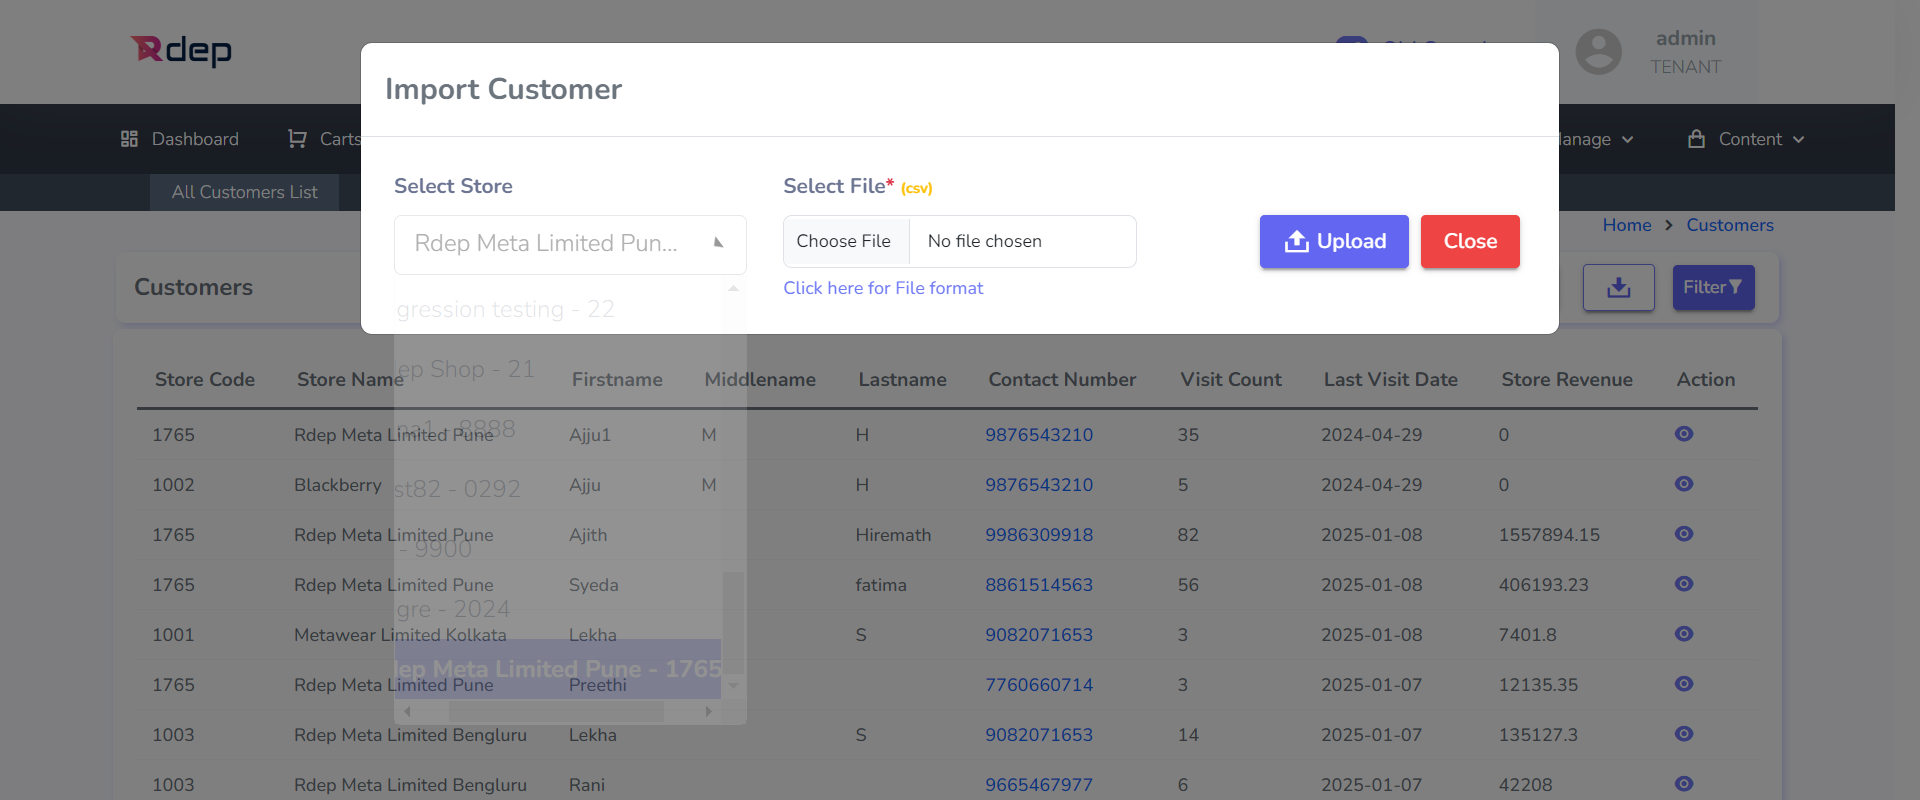 Rdep
admin
TENANT
Import Customer
Dashboard
Carts
Content
All Customers List
Select Store
Select File* (csv)
Rdep Meta Limited Pun...
Choose File
No file chosen
Upload
Close
Click here for File format
Home > Customers
Customers
Filter
gression testing - 22
ep Shop - 21
- 8888
st82 - 0292
- 9900
gre - 2024
ep Meta Limited Pune - 1765
Store Code Store Name Firstname Middlename Lastname Contact Number Visit Count Last Visit Date Store Revenue Action
1765 Rdep Meta Limited Pune Ajju1 M H 9876543210 35 2024-04-29 0
1002 Blackberry Ajju M H 9876543210 5 2024-04-29 0
1765 Rdep Meta Limited Pune Ajith Hiremath 9986309918 82 2025-01-08 1557894.15
1765 Rdep Meta Limited Pune Syeda fatima 8861514563 56 2025-01-08 406193.23
1001 Metawear Limited Kolkata Lekha S 9082071653 3 2025-01-08 7401.8
1765 Rdep Meta Limited Pune Preethi 7760660714 3 2025-01-07 12135.35
1003 Rdep Meta Limited Bengluru Lekha S 9082071653 14 2025-01-07 135127.3
1003 Rdep Meta Limited Bengluru Rani 9665467977 6 2025-01-07 42208